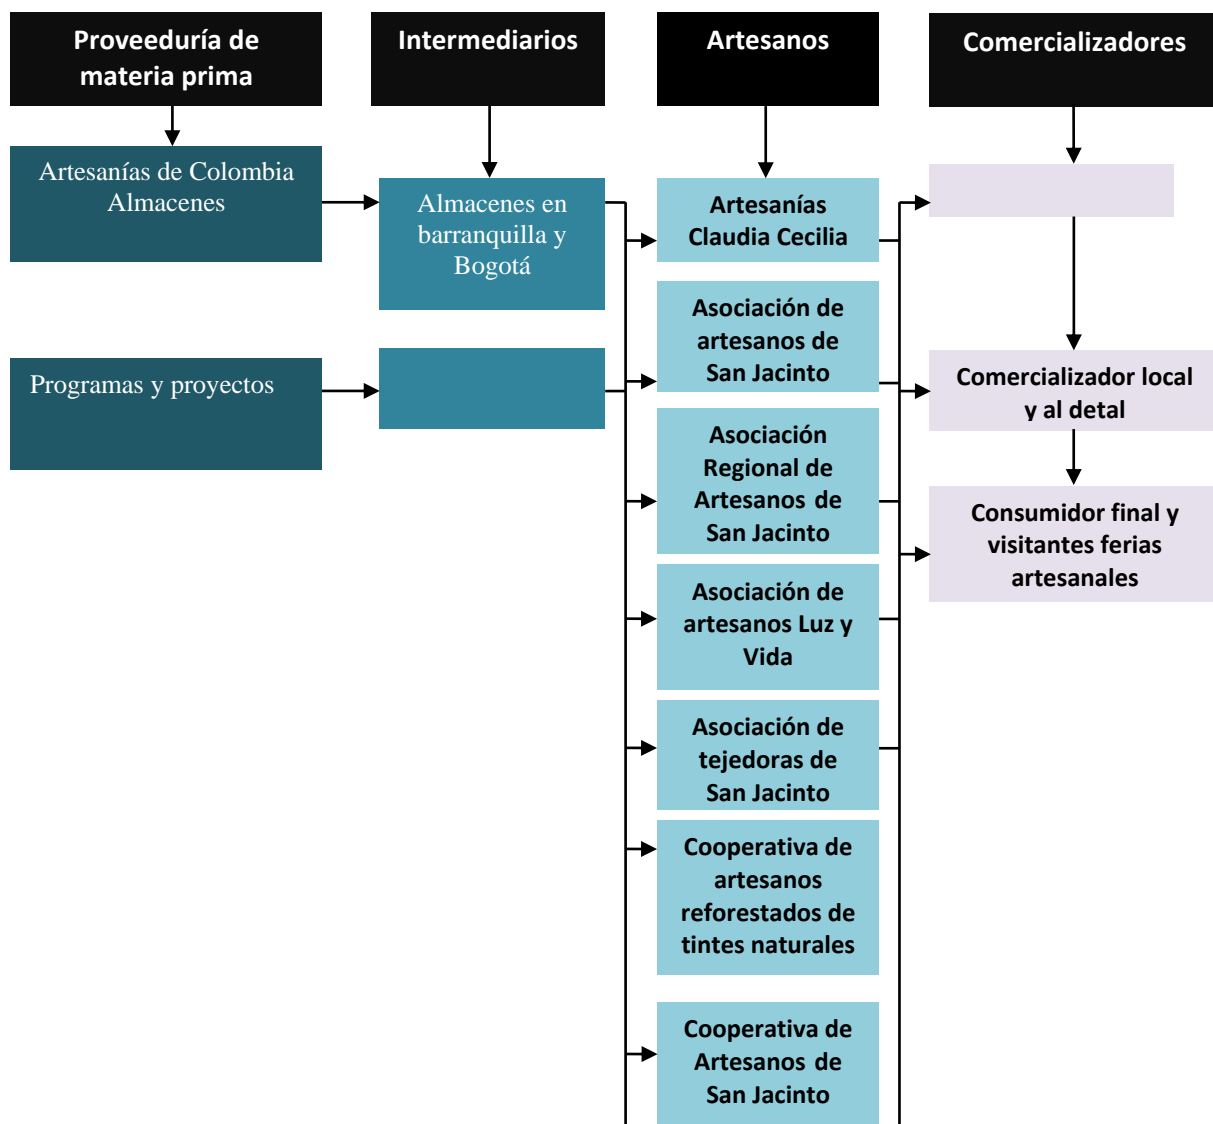 Proveeduría de
materia prima
Intermediarios
Artesanos
Comercializadores
Artesanías de Colombia
Almacenes
Programas y proyectos
Almacenes en
barranquilla y
Bogotá
Artesanías
Claudia Cecilia
Asociación de
artesanos de
San Jacinto
Asociación
Regional de
Artesanos de
San Jacinto
Asociación de
artesanos Luz y
Vida
Asociación de
tejedoras de
San Jacinto
Cooperativa de
artesanos
reforestados de
tintes naturales
Cooperativa de
Artesanos de
San Jacinto
Comercializador local
y al detal
Consumidor final y
visitantes ferias
artesanales